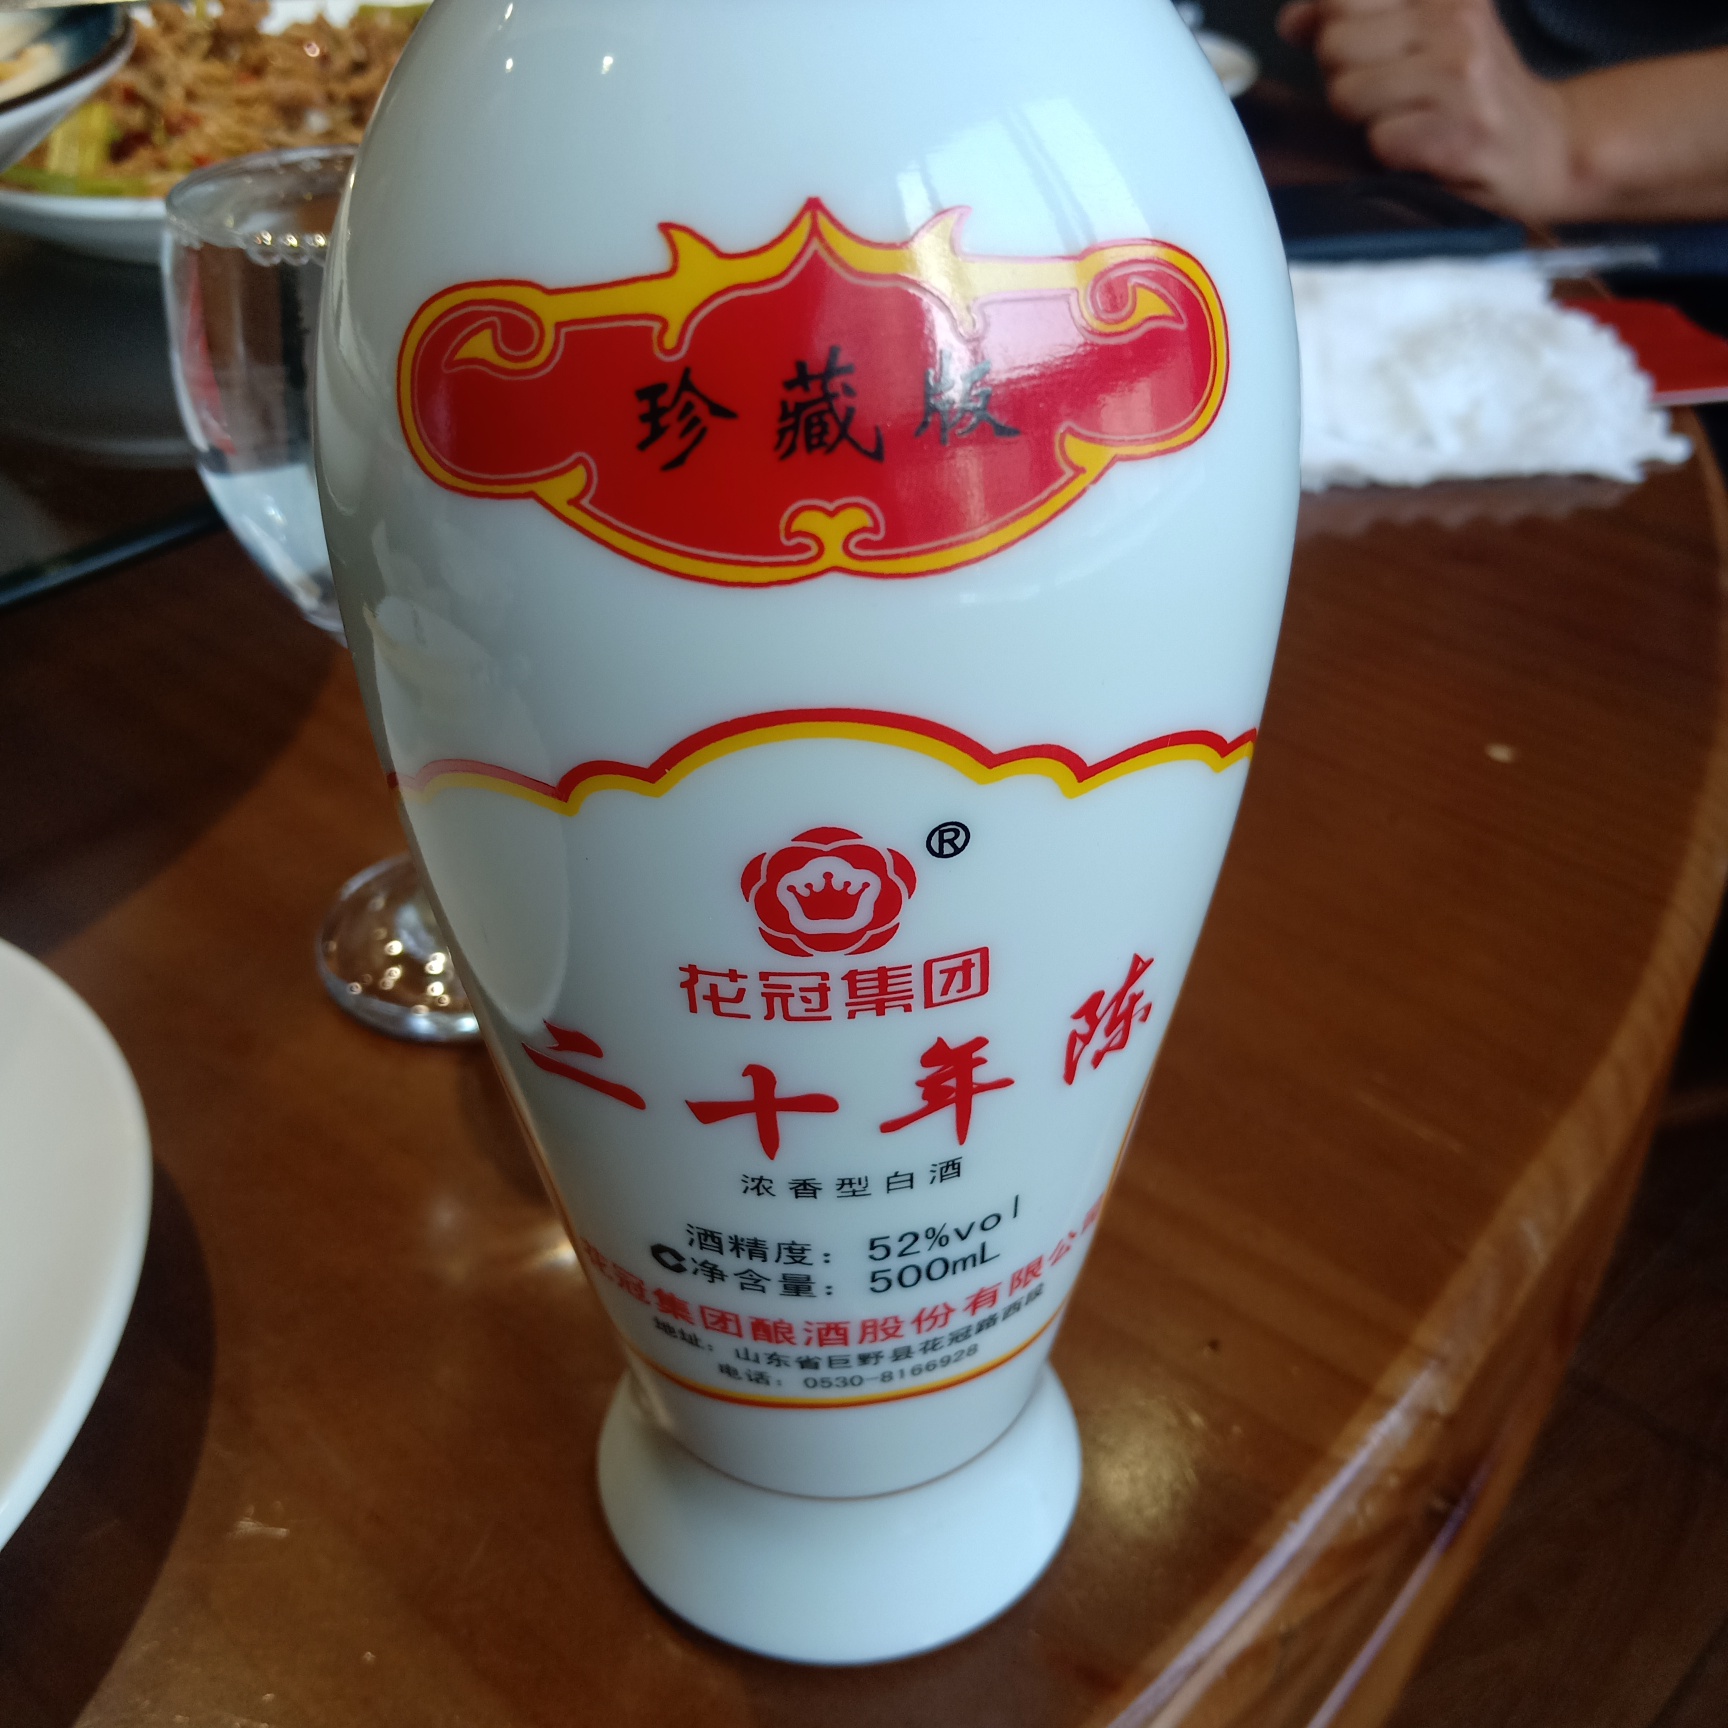 珍藏版
®
花冠集团
二十年陈
浓香型白酒
酒精度： 52%vol
净含量： 500mL
花冠集团酿酒股份有限公司
地址：山东省巨野县花冠路西段
电话：0530-8166928